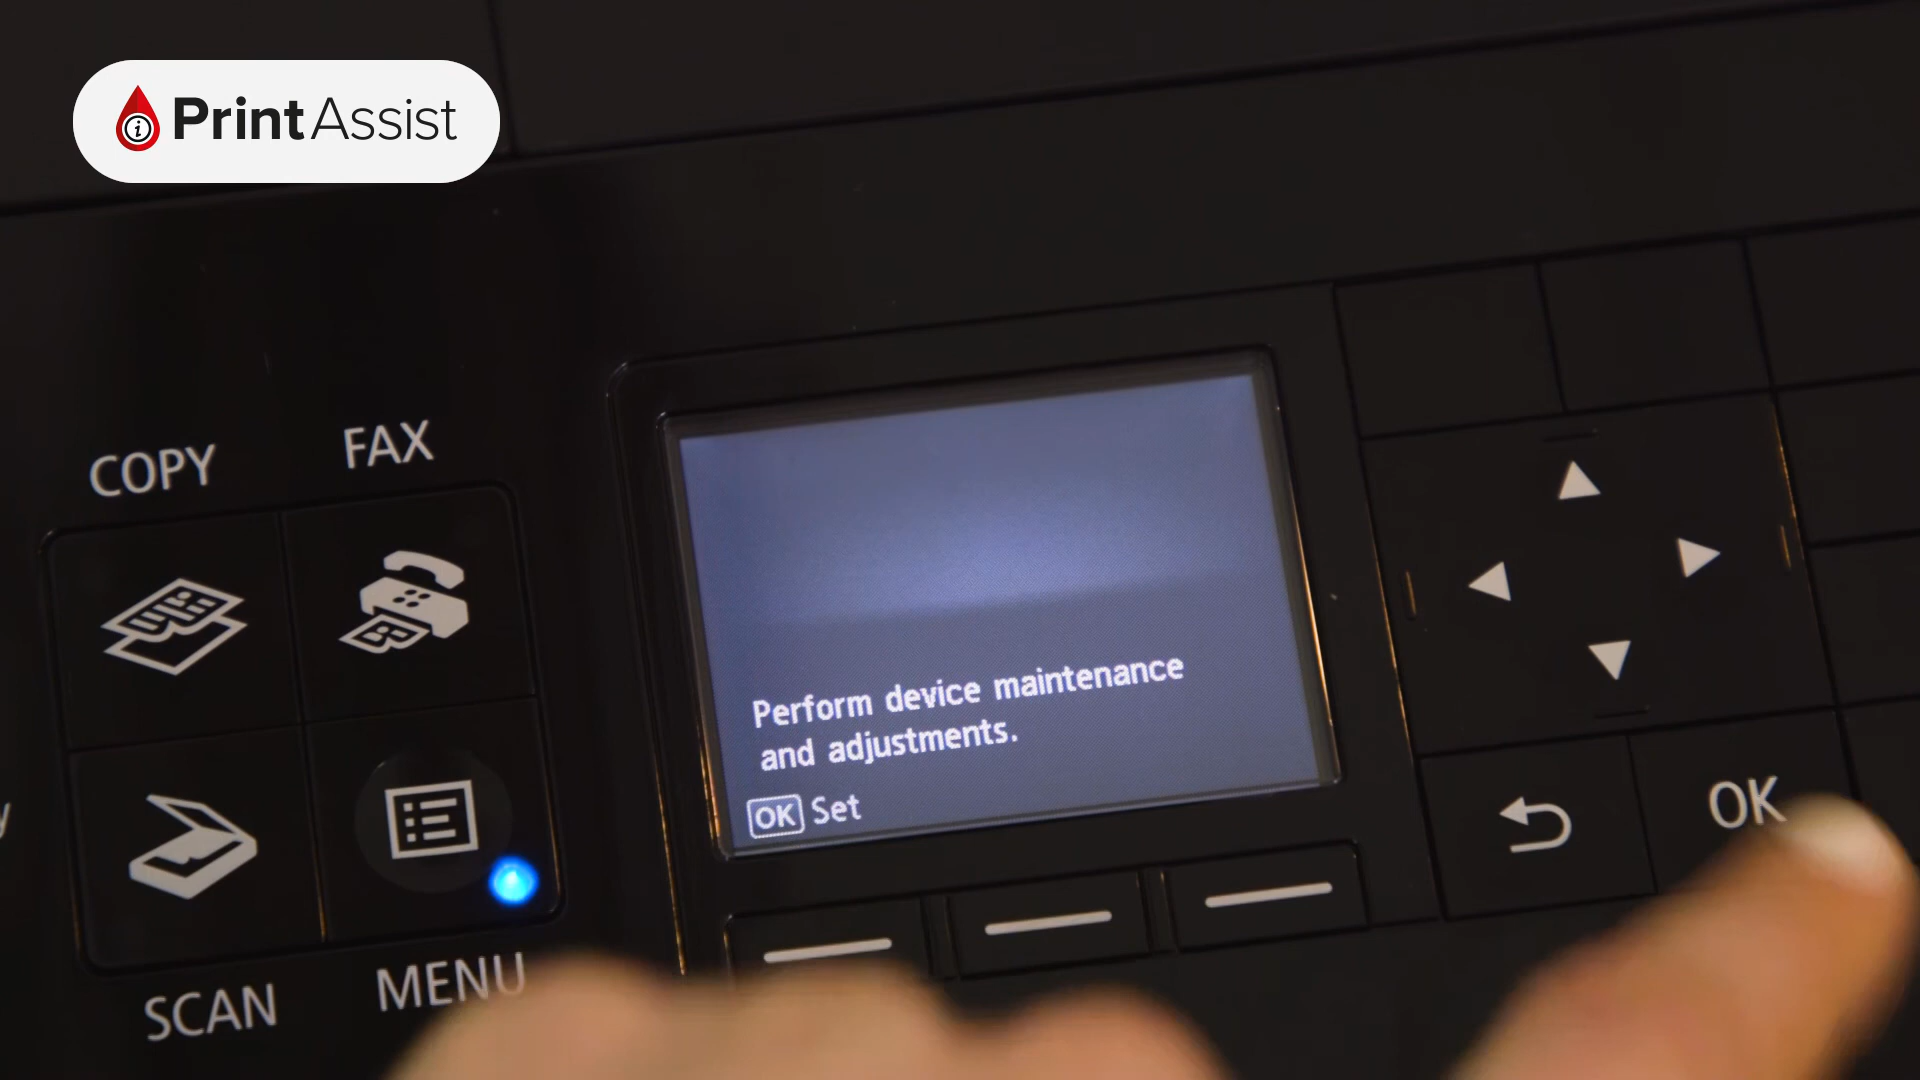 PrintAssist
COPY
FAX
SCAN
MENU
Perform device maintenance
and adjustments.
OK Set
OK